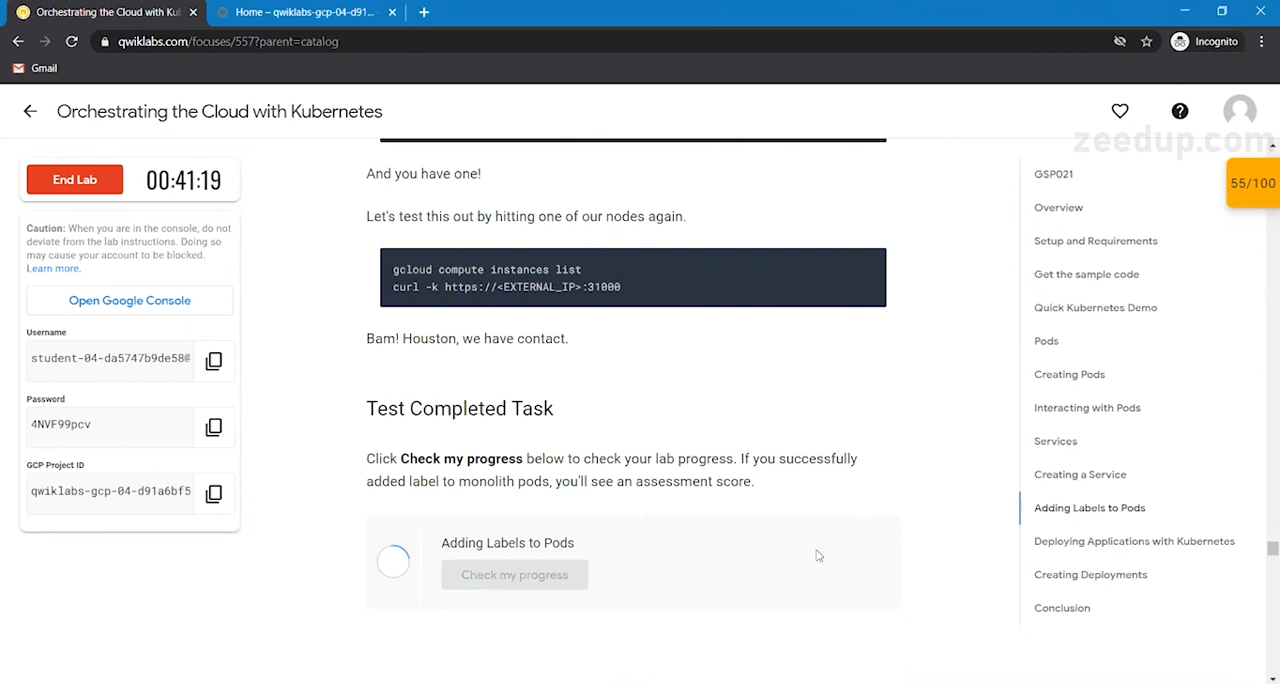 Orchestrating the Cloud with Kub
Home – qwiklabs-gcp-04-d91...
qwiklabs.com/focuses/557?parent=catalog
Incognito
Gmail
Orchestrating the Cloud with Kubernetes
zeedup.com
End Lab
00:41:19
Caution: When you are in the console, do not
deviate from the lab instructions. Doing so
may cause your account to be blocked.
Learn more.
Open Google Console
Username
student-04-da5747b9de58@
Password
4NVF99pcv
GCP Project ID
qwiklabs-gcp-04-d91a6bf5
And you have one!
Let's test this out by hitting one of our nodes again.
gcloud compute instances list
curl -k https://<EXTERNAL_IP>:31000
Bam! Houston, we have contact.
Test Completed Task
Click Check my progress below to check your lab progress. If you successfully
added label to monolith pods, you'll see an assessment score.
Adding Labels to Pods
Check my progress
GSP021
Overview
Setup and Requirements
Get the sample code
Quick Kubernetes Demo
Pods
Creating Pods
Interacting with Pods
Services
Creating a Service
Adding Labels to Pods
Deploying Applications with Kubernetes
Creating Deployments
Conclusion
55/100